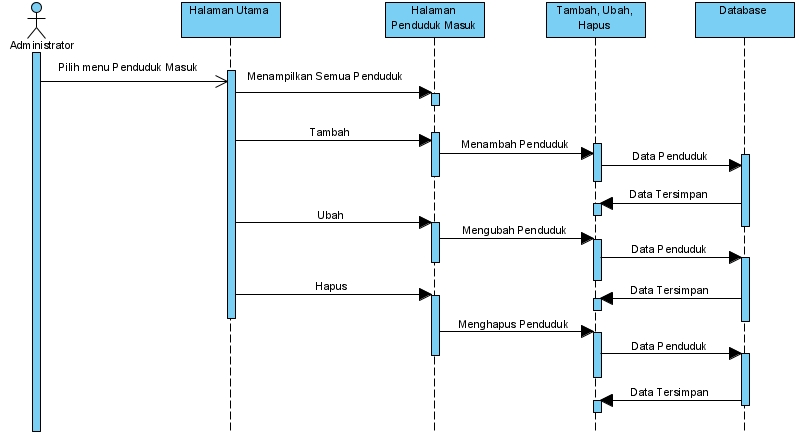 Administrator
Halaman Utama
Halaman
Penduduk Masuk
Tambah, Ubah,
Hapus
Database
Pilih menu Penduduk Masuk
Menampilkan Semua Penduduk
Tambah
Menambah Penduduk
Data Penduduk
Data Tersimpan
Ubah
Mengubah Penduduk
Data Penduduk
Data Tersimpan
Hapus
Menghapus Penduduk
Data Penduduk
Data Tersimpan